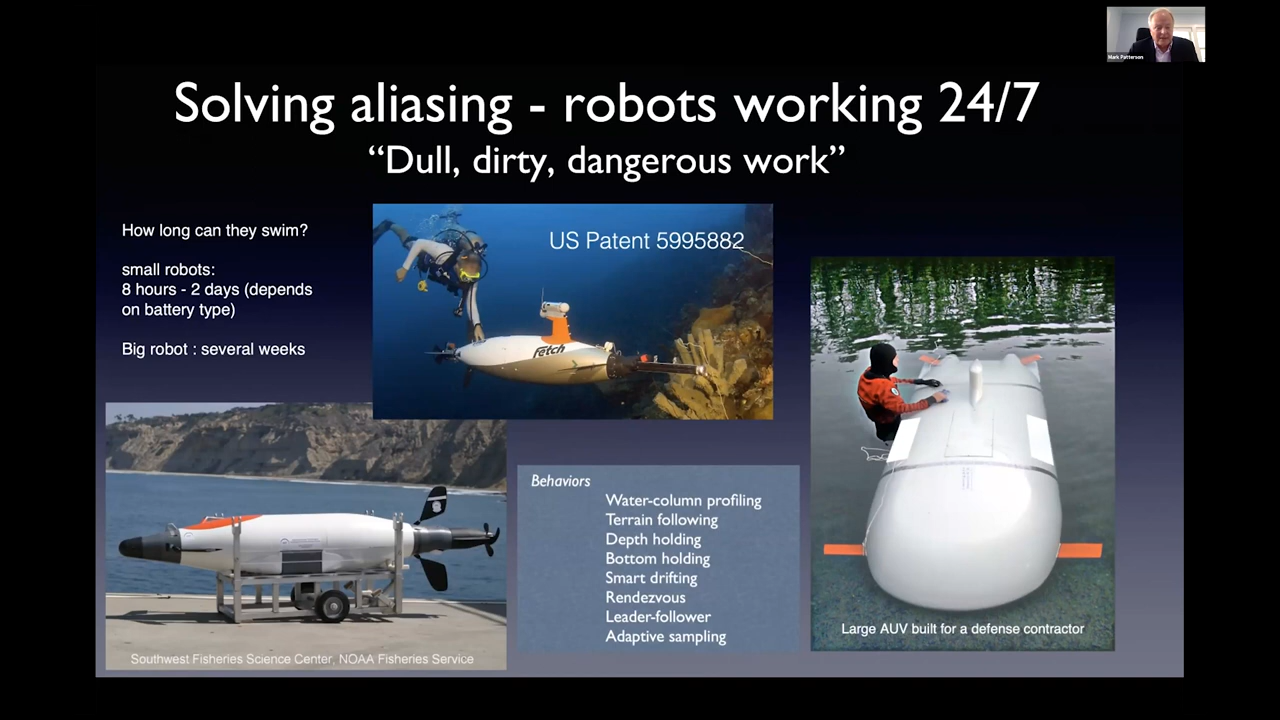 Mark Patterson
Solving aliasing - robots working 24/7
“Dull, dirty, dangerous work”
How long can they swim?
small robots:
8 hours - 2 days (depends
on battery type)
Big robot : several weeks
US Patent 5995882
Fetch
Behaviors
Water-column profiling
Terrain following
Depth holding
Bottom holding
Smart drifting
Rendezvous
Leader-follower
Adaptive sampling
Southwest Fisheries Science Center, NOAA Fisheries Service
Large AUV built for a defense contractor